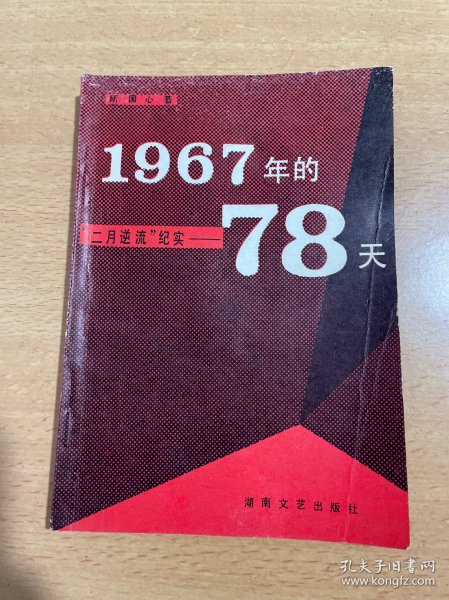 所国心著
1967年的
“二月逆流”纪实——
78天
湖南文艺出版社
孔夫子旧书网
www.kongfz.com